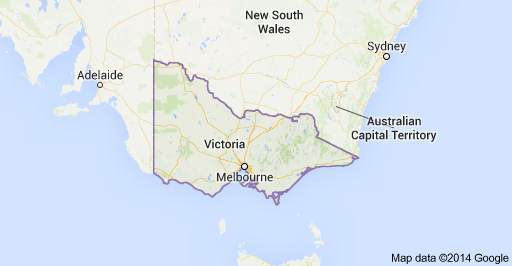 New South
Wales
Sydney
Adelaide
Australian
Capital Territory
Victoria
Melbourne
Map data ©2014 Google